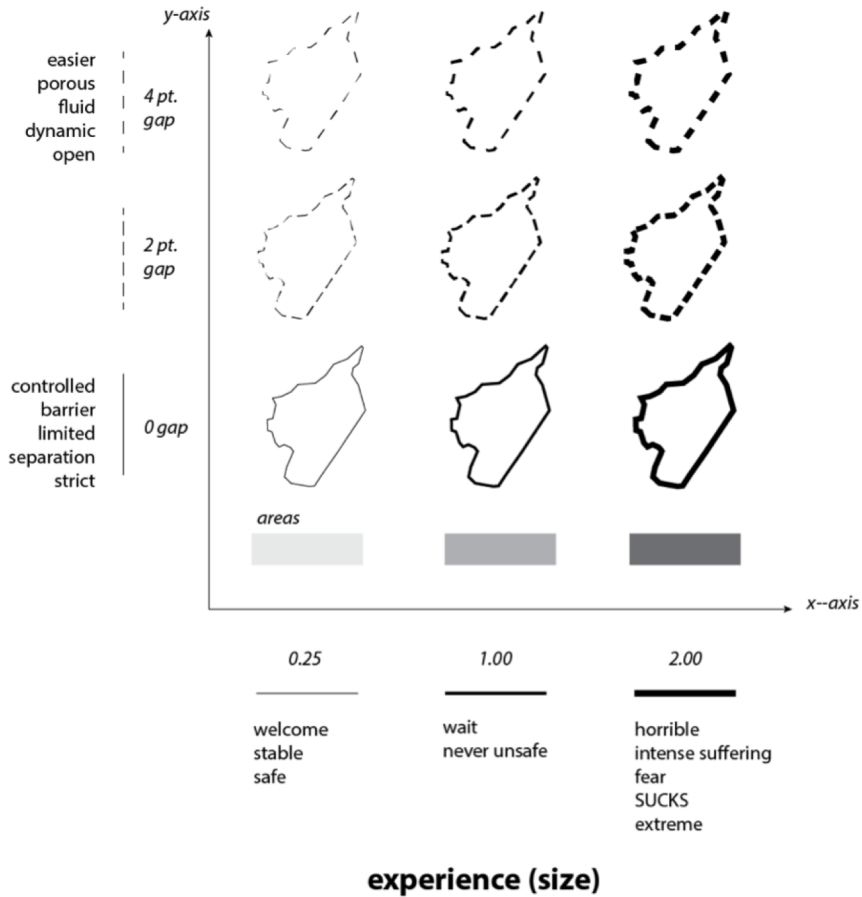 y-axis
easier
porous
fluid
dynamic
open
4 pt.
gap
2 pt.
gap
controlled
barrier
limited
separation
strict
0 gap
areas
x--axis
0.25
1.00
2.00
welcome
stable
safe
wait
never unsafe
horrible
intense suffering
fear
SUCKS
extreme
experience (size)